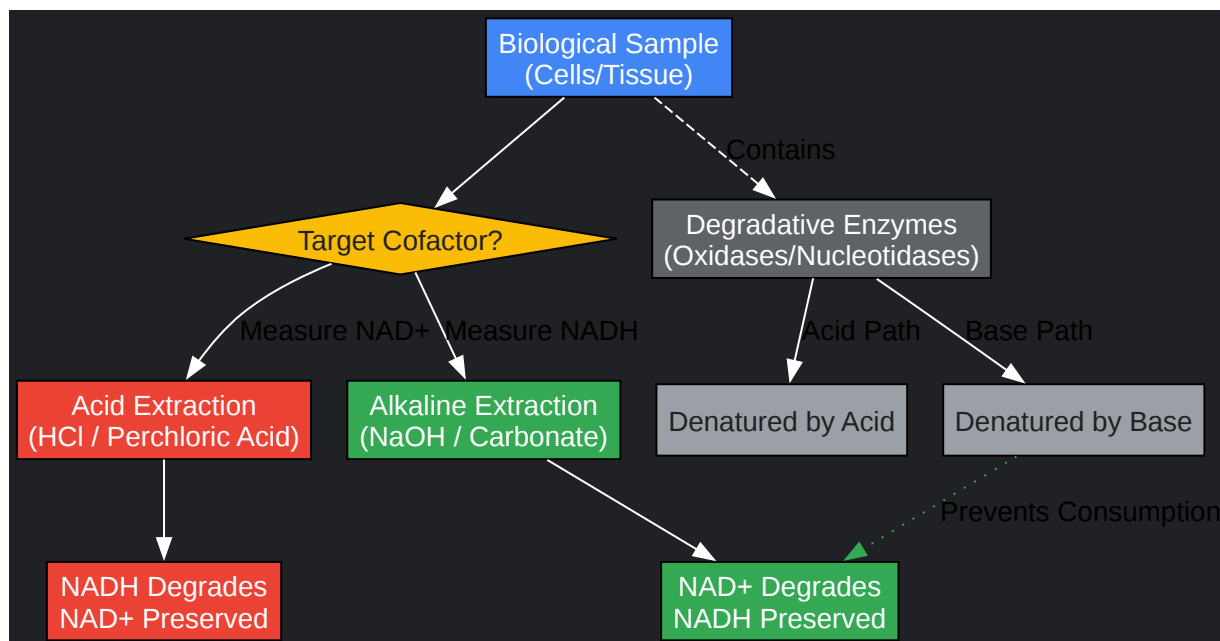 Biological Sample
(Cells/Tissue)
Contains
Target Cofactor?
Degradative Enzymes
(Oxidases/Nucleotidases)
Measure NAD+
Measure NADH
Acid Path
Base Path
Acid Extraction
(HCl / Perchloric Acid)
Alkaline Extraction
(NaOH / Carbonate)
Denatured by Acid
Denatured by Base
Prevents Consumption
NADH Degrades
NAD+ Preserved
NAD+ Degrades
NADH Preserved